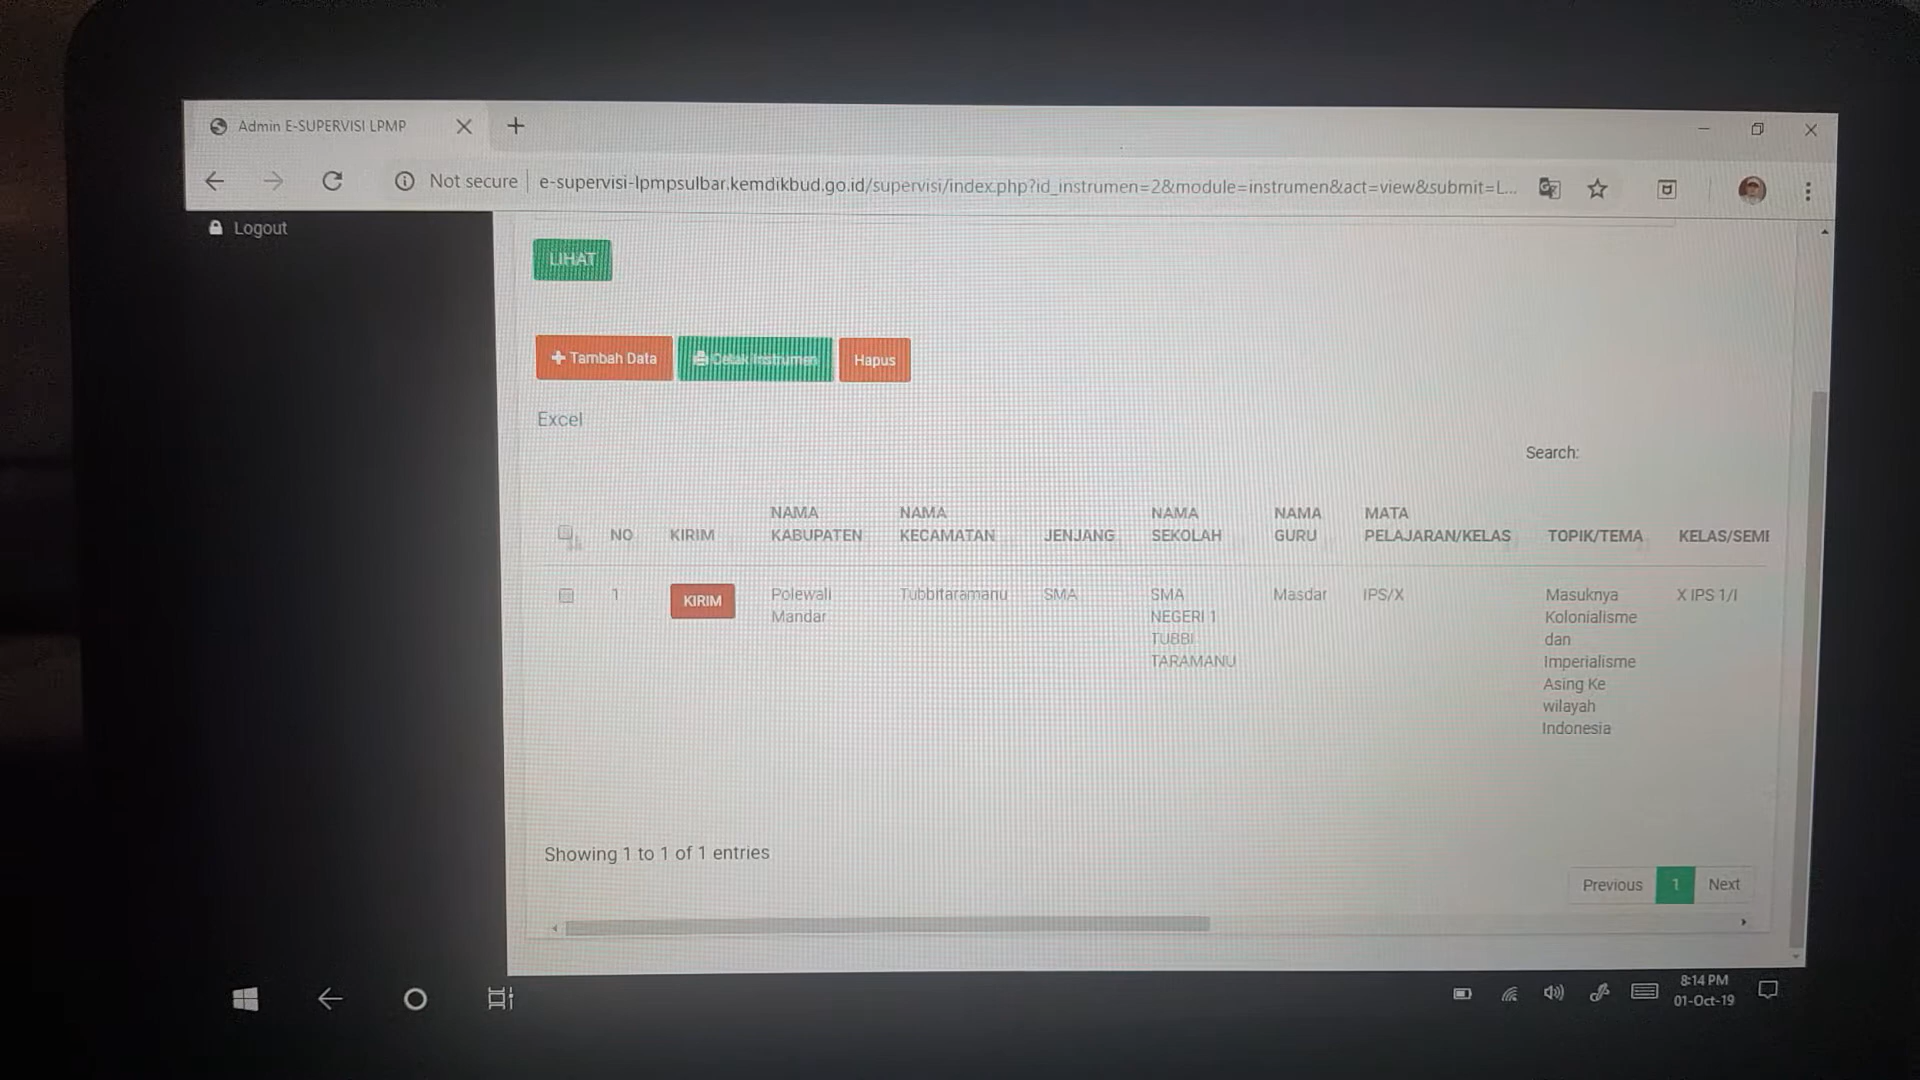 Admin E-SUPERVISI LPMP
Not secure
e-supervisi-lpmpsulbar.kemdikbud.go.id/supervisi/index.php?id_instrumen=2&module=instrumen&act=view&submit=L...
Logout
LIHAT
Tambah Data
Cetak Instrumen
Hapus
Excel
Search:
NO
KIRIM
NAMA
KABUPATEN
NAMA
KECAMATAN
JENJANG
NAMA
SEKOLAH
NAMA
GURU
MATA
PELAJARAN/KELAS
TOPIK/TEMA
KELAS/SEME
1
KIRIM
Polewali
Mandar
Tubbitaramanu
SMA
SMA
NEGERI 1
TUBBI
TARAMANU
Masdar
IPS/X
Masuknya
Kolonialisme
dan
Imperialisme
Asing Ke
wilayah
Indonesia
X IPS 1/I
Showing 1 to 1 of 1 entries
Previous
1
Next
8:14 PM
01-Oct-19